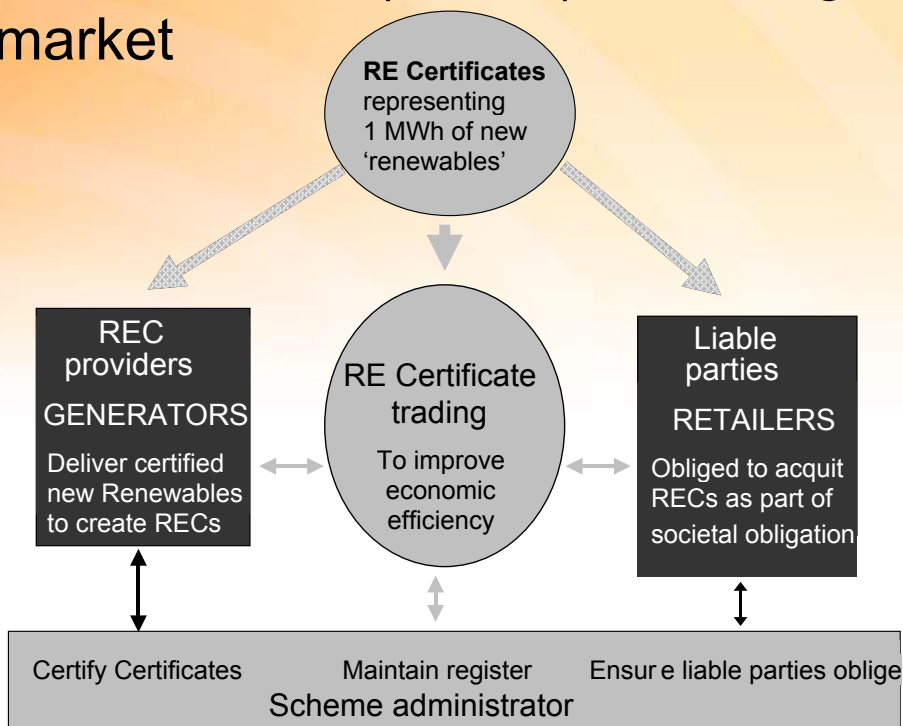 market
RE Certificates
representing
1 MWh of new
‘renewables’
REC
providers
GENERATORS
Deliver certified
new Renewables
to create RECs
RE Certificate
trading
To improve
economic
efficiency
Liable
parties
RETAILERS
Obliged to acquit
RECs as part of
societal obligation
Certify Certificates
Maintain register
Ensur e liable parties oblige
Scheme administrator